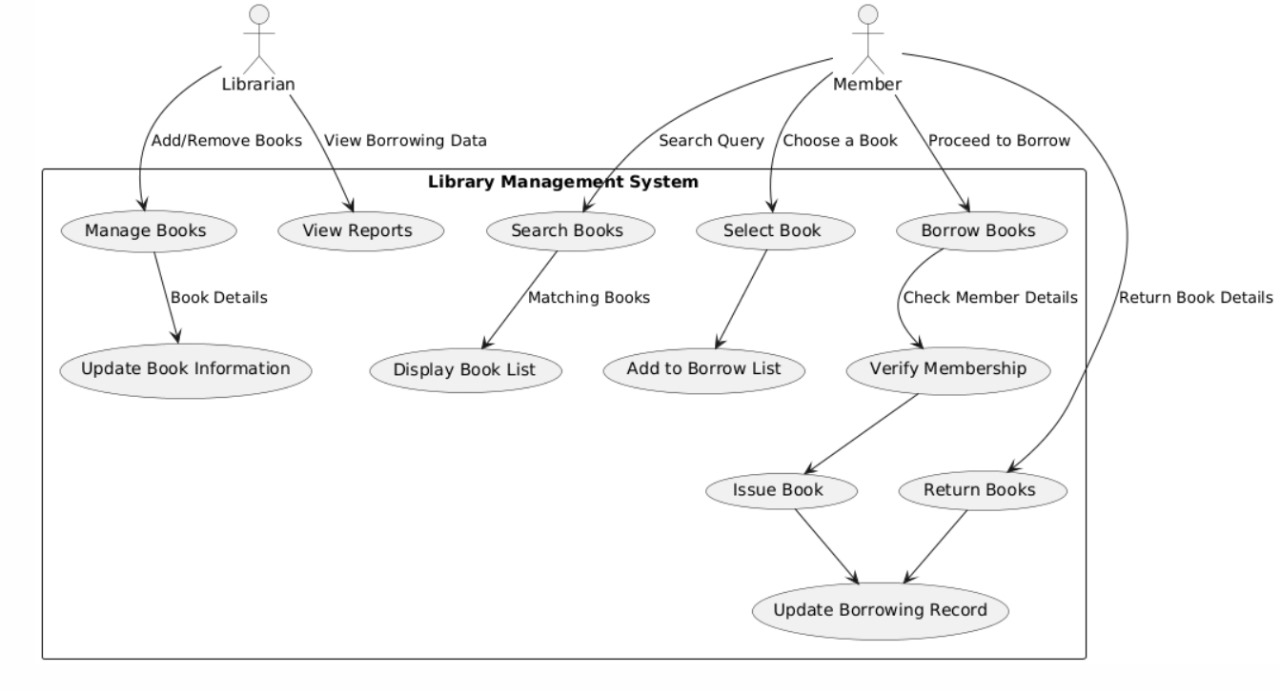 Librarian
Member
Add/Remove Books
View Borrowing Data
Search Query
Choose a Book
Proceed to Borrow
Library Management System
Manage Books
View Reports
Search Books
Select Book
Borrow Books
Book Details
Matching Books
Check Member Details
Return Book Details
Update Book Information
Display Book List
Add to Borrow List
Verify Membership
Issue Book
Return Books
Update Borrowing Record